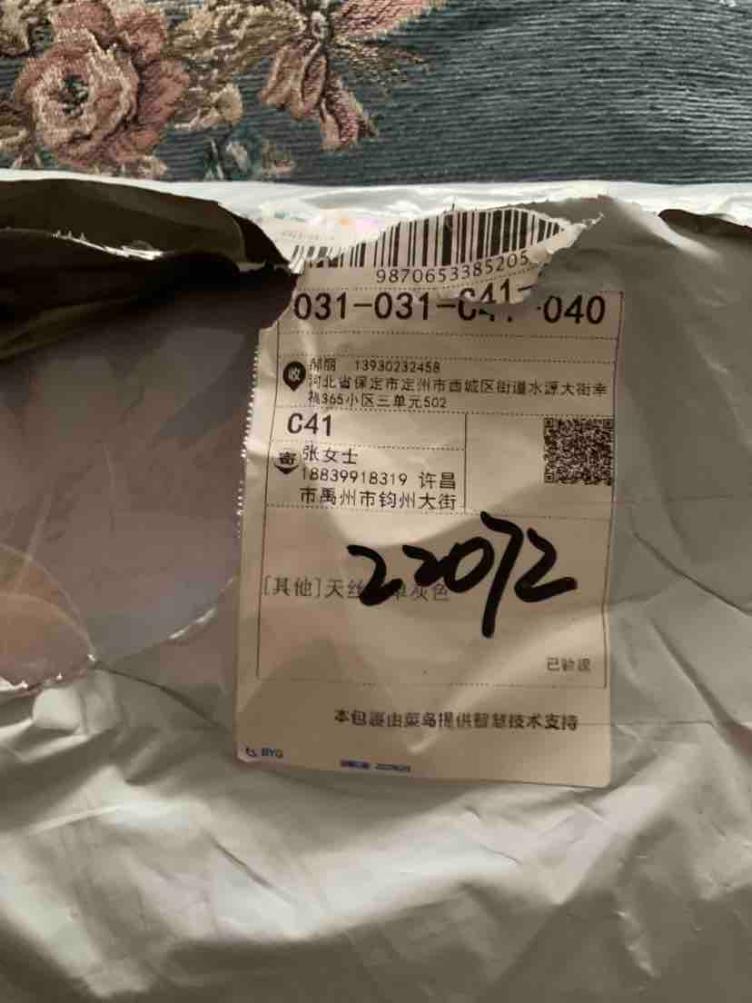 9870653385205
031-031-C41-040
收 郝丽 13930232458
河北省保定市定州市西城区街道水源大街幸
福365小区三单元502
C41
寄 张女士
18839918319 许昌
市禹州市钧州大街
22072
[其他]天丝 灰色
已验视
本包裹由菜鸟提供智慧技术支持